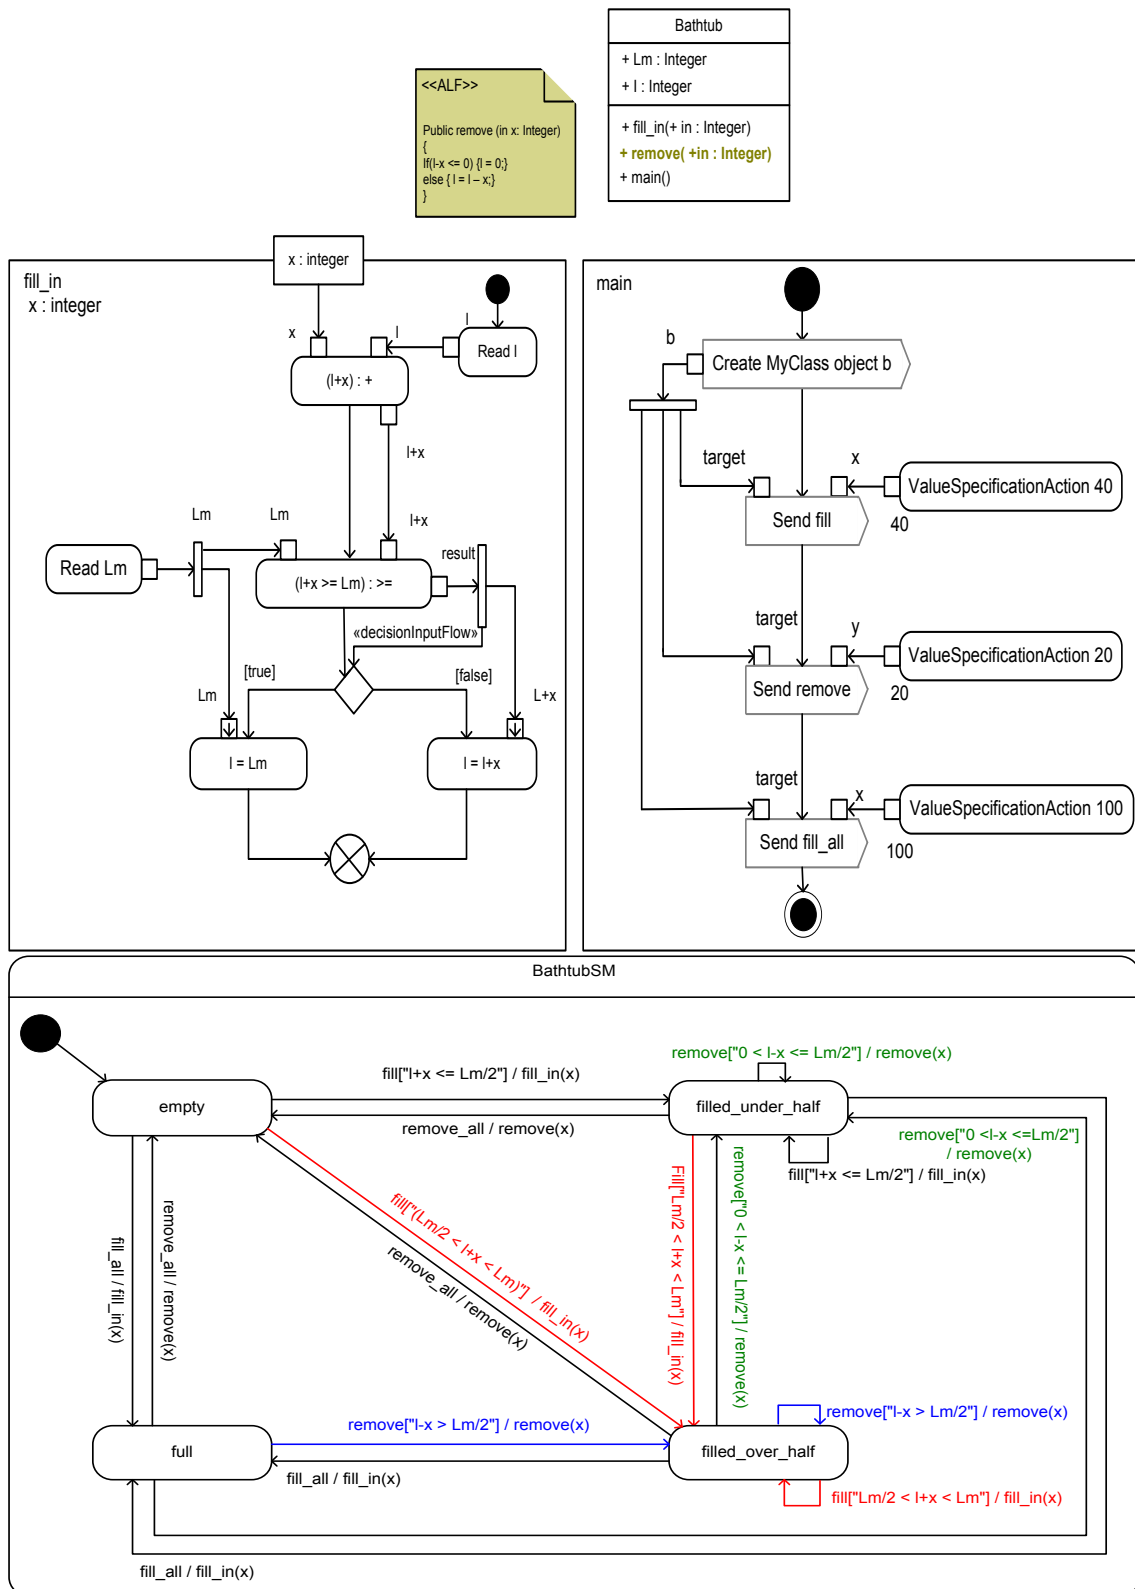 Bathtub
+ Lm : Integer
+ l : Integer
+ fill_in(+ in : Integer)
+ remove( +in : Integer)
+ main()
<<ALF>>
Public remove (in x: Integer)
{
If(l-x <= 0) {l = 0;}
else { l = l – x;}
}
fill_in
x : integer
x : integer
x
l
l
Read l
(l+x) : +
l+x
Lm
Lm
l+x
Read Lm
(l+x >= Lm) : >=
result
«decisionInputFlow»
[true]
[false]
Lm
L+x
l = Lm
l = l+x
main
b
Create MyClass object b
target
x
ValueSpecificationAction 40
Send fill
40
target
y
ValueSpecificationAction 20
Send remove
20
target
x
ValueSpecificationAction 100
Send fill_all
100
BathtubSM
remove["0 < l-x <= Lm/2"] / remove(x)
fill["l+x <= Lm/2"] / fill_in(x)
empty
filled_under_half
remove_all / remove(x)
remove["0 <l-x <=Lm/2"]
/ remove(x)
fill["l+x <= Lm/2"] / fill_in(x)
fill_all / fill_in(x)
remove_all / remove(x)
fill["(Lm/2 < l+x < Lm)"] / fill_in(x)
remove_all / remove(x)
Fill["Lm/2 < l+x < Lm"] / fill_in(x)
remove["0 < l-x <= Lm/2"] / remove(x)
remove["l-x > Lm/2"] / remove(x)
remove["l-x > Lm/2"] / remove(x)
full
filled_over_half
fill_all / fill_in(x)
fill["Lm/2 < l+x < Lm"] / fill_in(x)
fill_all / fill_in(x)